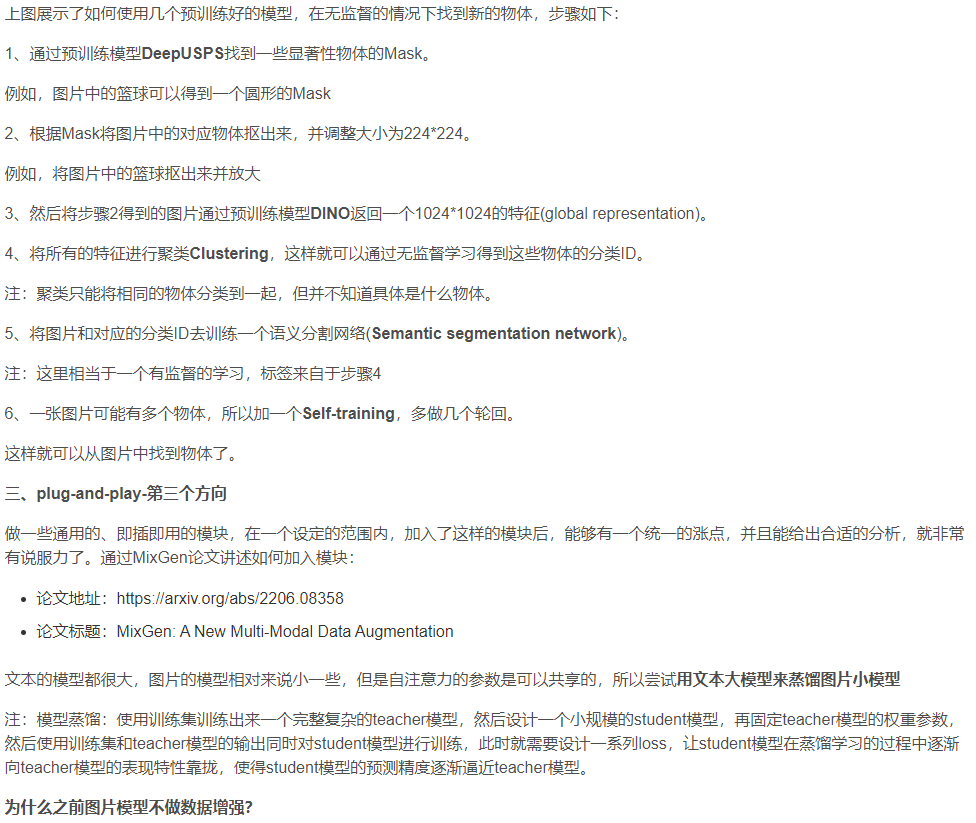 上图展示了如何使用几个预训练好的模型，在无监督的情况下找到新的物体，步骤如下：
1、通过预训练模型DeepUSPS找到一些显著性物体的Mask。
例如，图片中的篮球可以得到一个圆形的Mask
2、根据Mask将图片中的对应物体抠出来，并调整大小为224*224。
例如，将图片中的篮球抠出来并放大
3、然后将步骤2得到的图片通过预训练模型DINO返回一个1024*1024的特征(global representation)。
4、将所有的特征进行聚类Clustering，这样就可以通过无监督学习得到这些物体的分类ID。
注：聚类只能将相同的物体分类到一起，但并不知道具体是什么物体。
5、将图片和对应的分类ID去训练一个语义分割网络(Semantic segmentation network)。
注：这里相当于一个有监督的学习，标签来自于步骤4
6、一张图片可能有多个物体，所以加一个Self-training，多做几个轮回。
这样就可以从图片中找到物体了。
三、plug-and-play-第三个方向
做一些通用的、即插即用的模块，在一个设定的范围内，加入了这样的模块后，能够有一个统一的涨点，并且能给出合适的分析，就非常
有说服力了。通过MixGen论文讲述如何加入模块：
• 论文地址：https://arxiv.org/abs/2206.08358
• 论文标题：MixGen: A New Multi-Modal Data Augmentation
文本的模型都很大，图片的模型相对来说小一些，但是自注意力的参数是可以共享的，所以尝试用文本大模型来蒸馏图片小模型
注：模型蒸馏：使用训练集训练出来一个完整复杂的teacher模型，然后设计一个小规模的student模型，再固定teacher模型的权重参数，
然后使用训练集和teacher模型的输出同时对student模型进行训练，此时就需要设计一系列loss，让student模型在蒸馏学习的过程中逐渐
向teacher模型的表现特性靠拢，使得student模型的预测精度逐渐逼近teacher模型。
为什么之前图片模型不做数据增强?